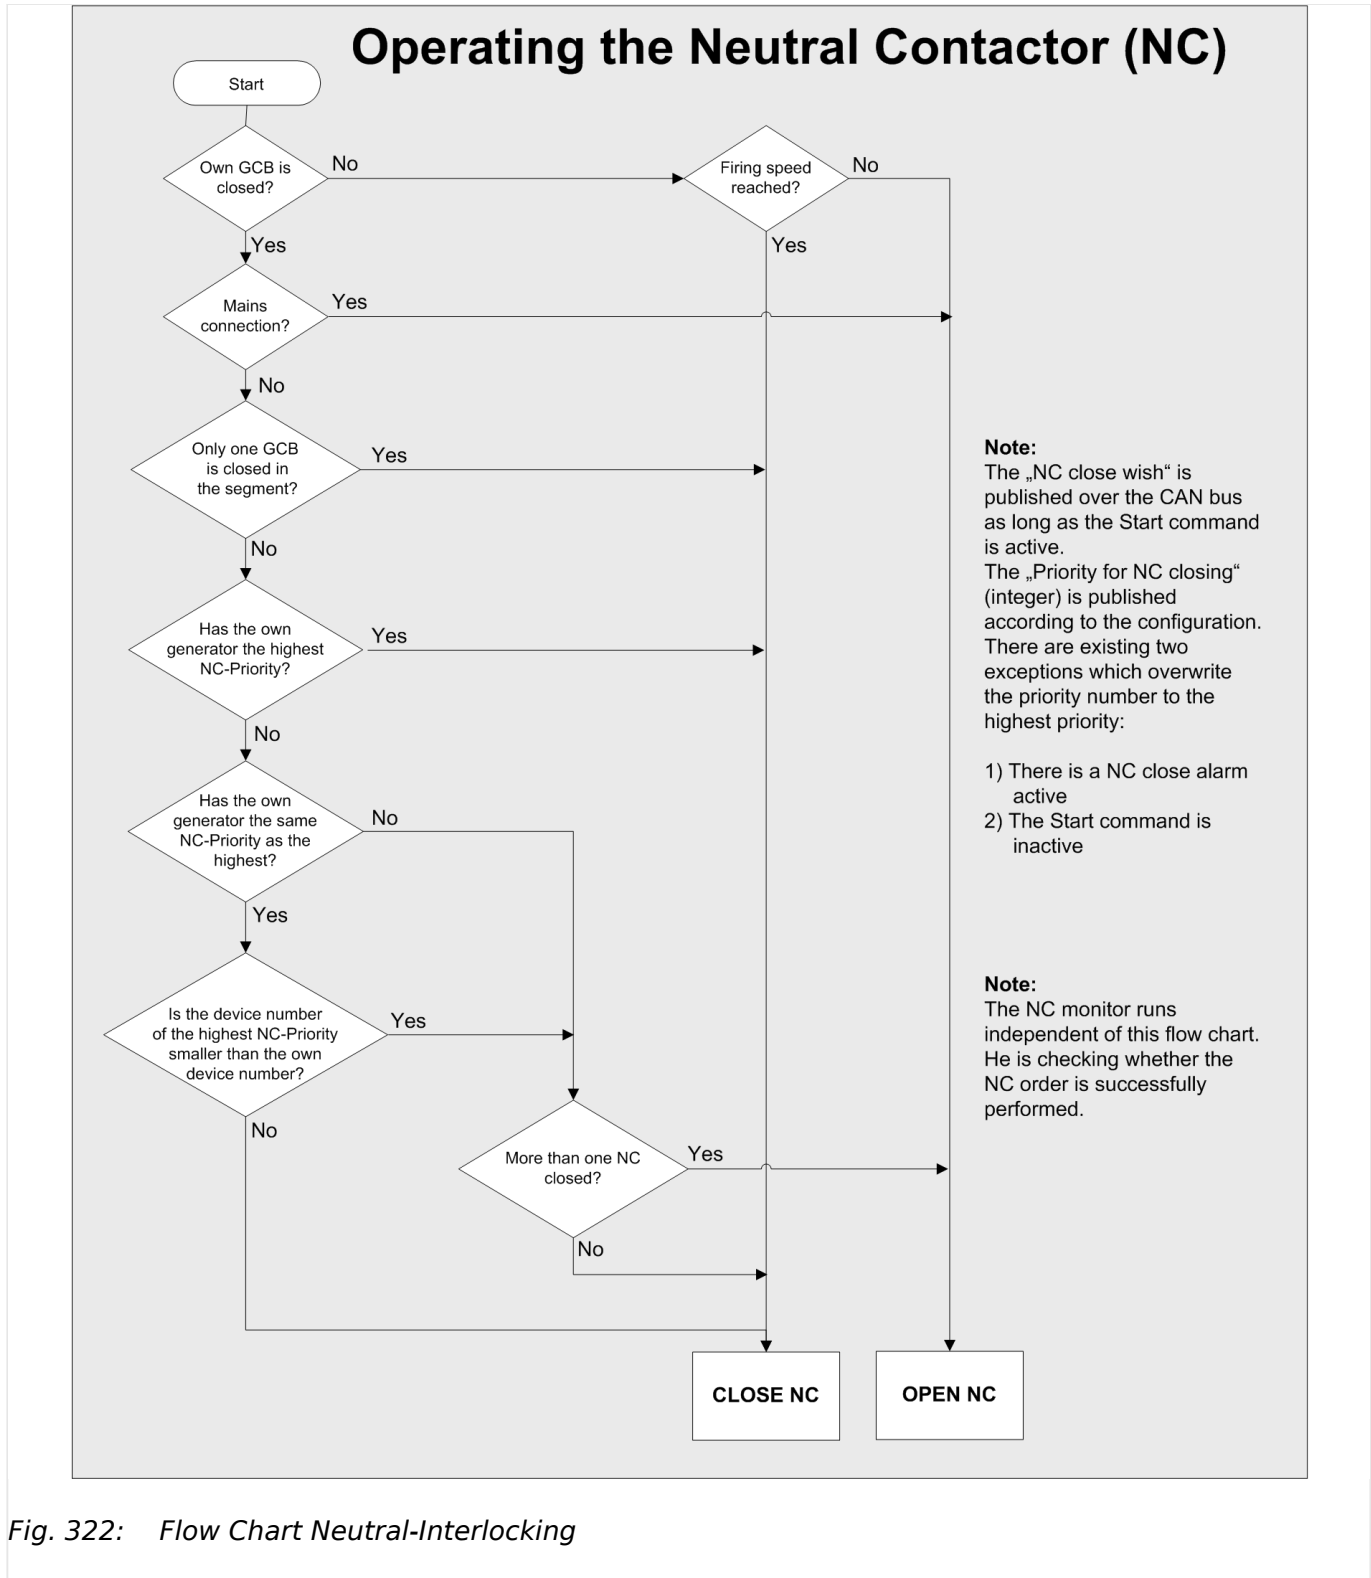 Operating the Neutral Contactor (NC)
Start
Own GCB is
closed?
No
Firing speed
reached?
No
Yes
Yes
Mains
connection?
Yes
No
Only one GCB
is closed in
the segment?
Yes
No
Has the own
generator the highest
NC-Priority?
Yes
No
Has the own
generator the same
NC-Priority as the
highest?
No
Yes
Is the device number
of the highest NC-Priority
smaller than the own
device number?
Yes
No
More than one NC
closed?
Yes
No
CLOSE NC
OPEN NC
Note:
The „NC close wish“ is
published over the CAN bus
as long as the Start command
is active.
The „Priority for NC closing“
(integer) is published
according to the configuration.
There are existing two
exceptions which overwrite
the priority number to the
highest priority:
1) There is a NC close alarm
active
2) The Start command is
inactive
Note:
The NC monitor runs
independent of this flow chart.
He is checking whether the
NC order is successfully
performed.
Fig. 322: Flow Chart Neutral-Interlocking